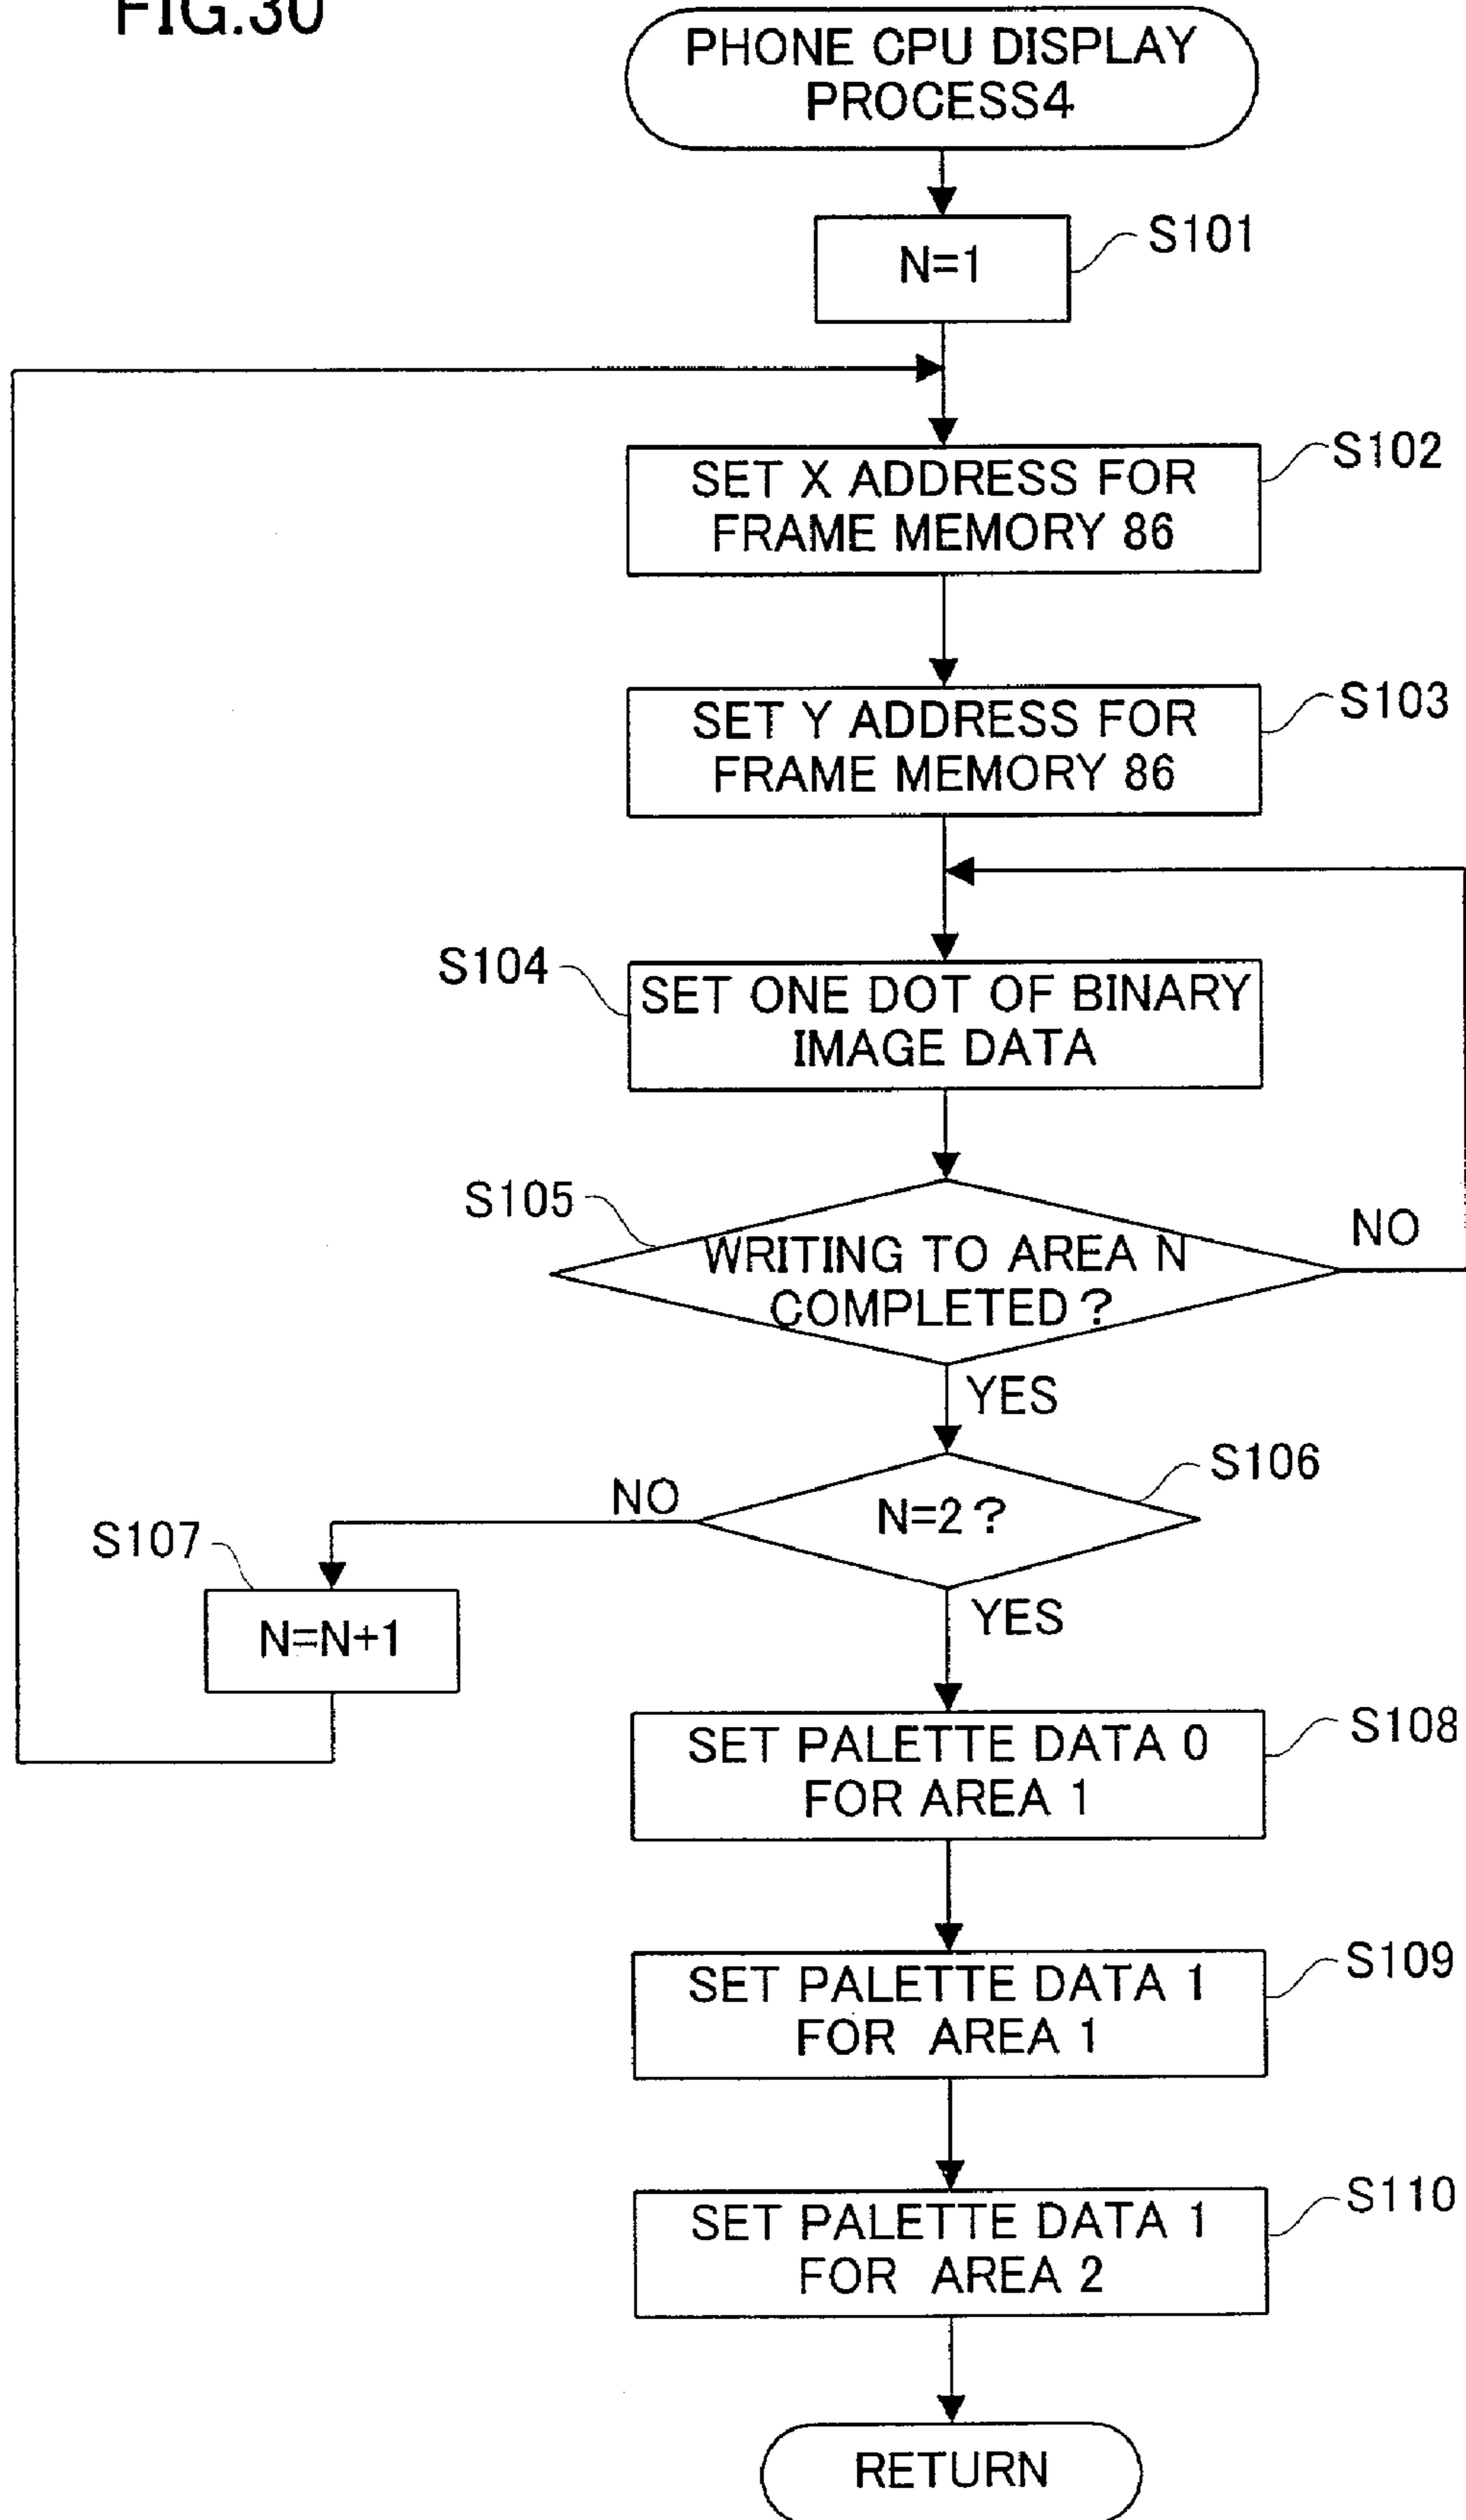 FIG.30
PHONE CPU DISPLAY
PROCESS4
N=1
S101
SET X ADDRESS FOR
FRAME MEMORY 86
S102
SET Y ADDRESS FOR
FRAME MEMORY 86
S103
S104
SET ONE DOT OF BINARY
IMAGE DATA
S105
WRITING TO AREA N
COMPLETED?
NO
YES
S106
N=2?
NO
S107
N=N+1
YES
SET PALETTE DATA 0
FOR AREA 1
S108
SET PALETTE DATA 1
FOR AREA 1
S109
SET PALETTE DATA 1
FOR AREA 2
S110
RETURN